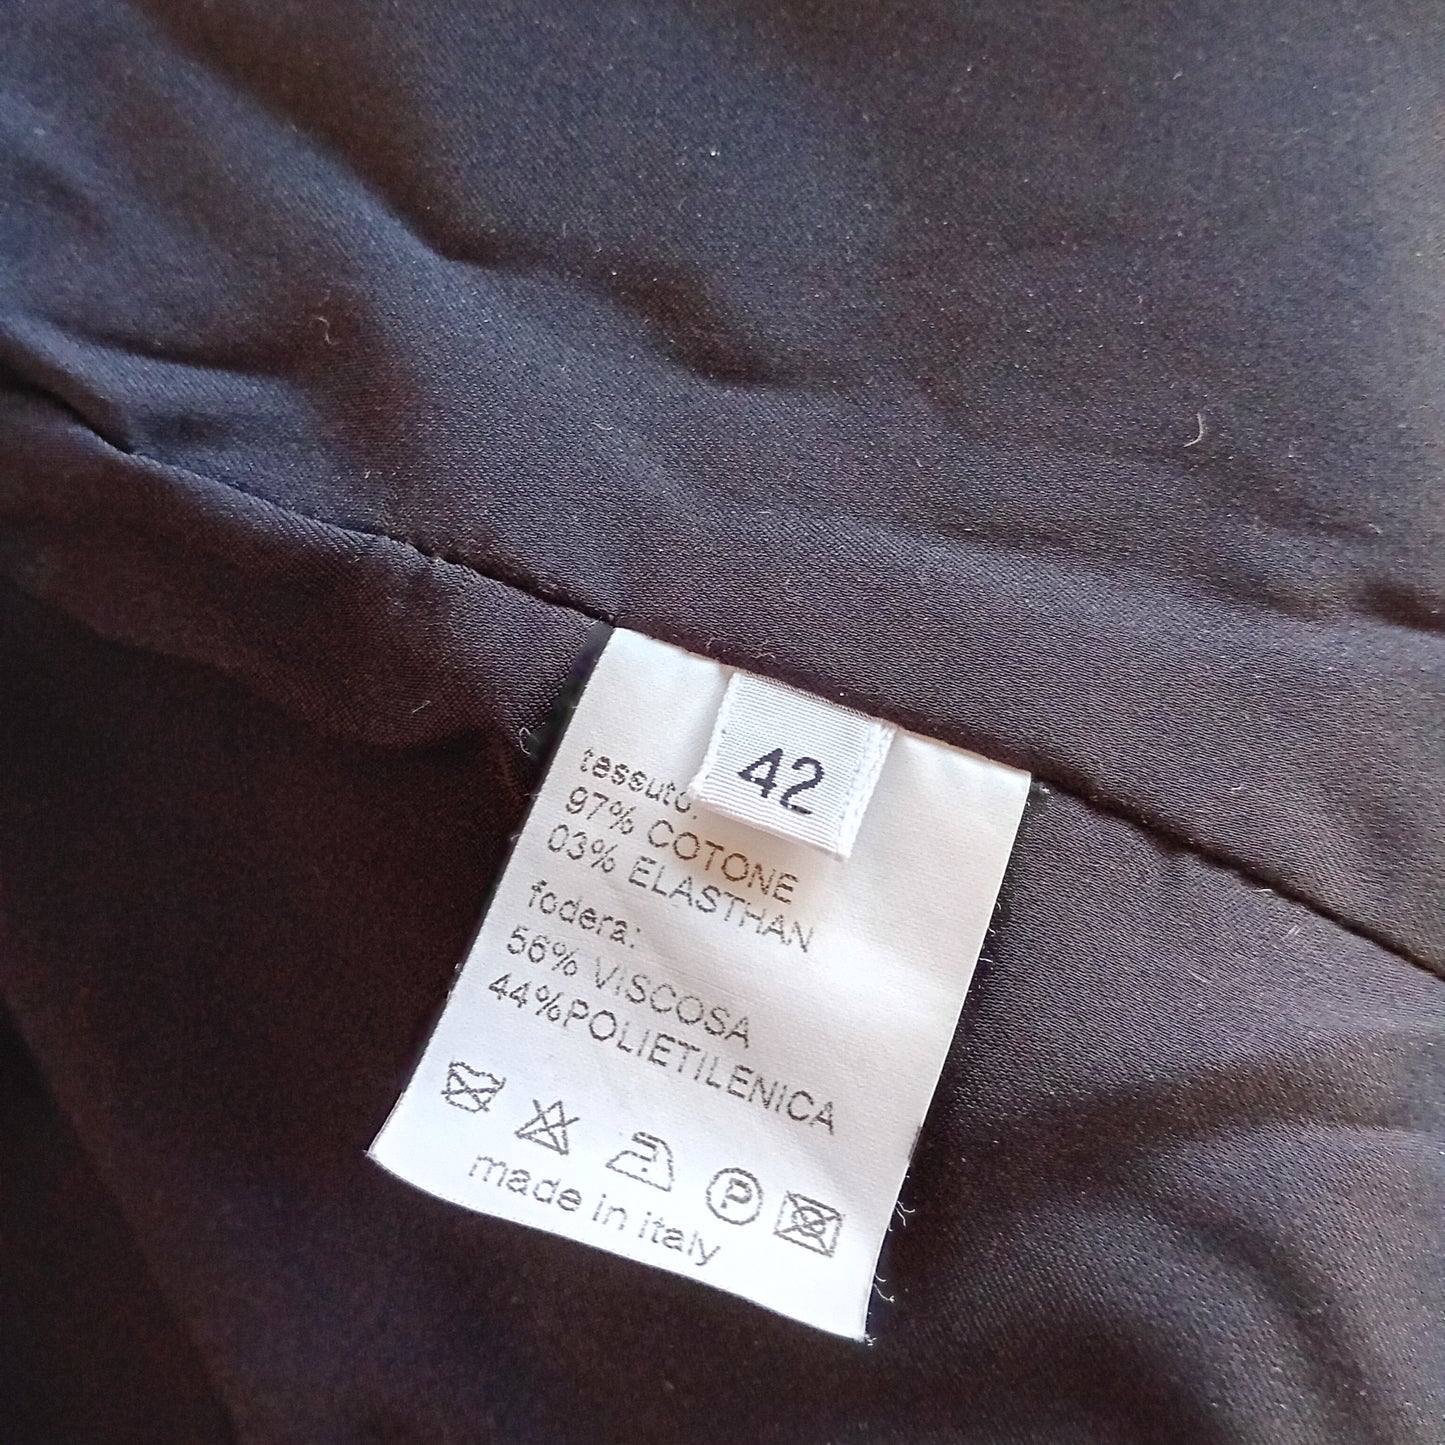 42
tessuto:
97% COTONE
03% ELASTHAN
fodera:
56% VISCOSA
44%POLIETILENICA
P
made in italy